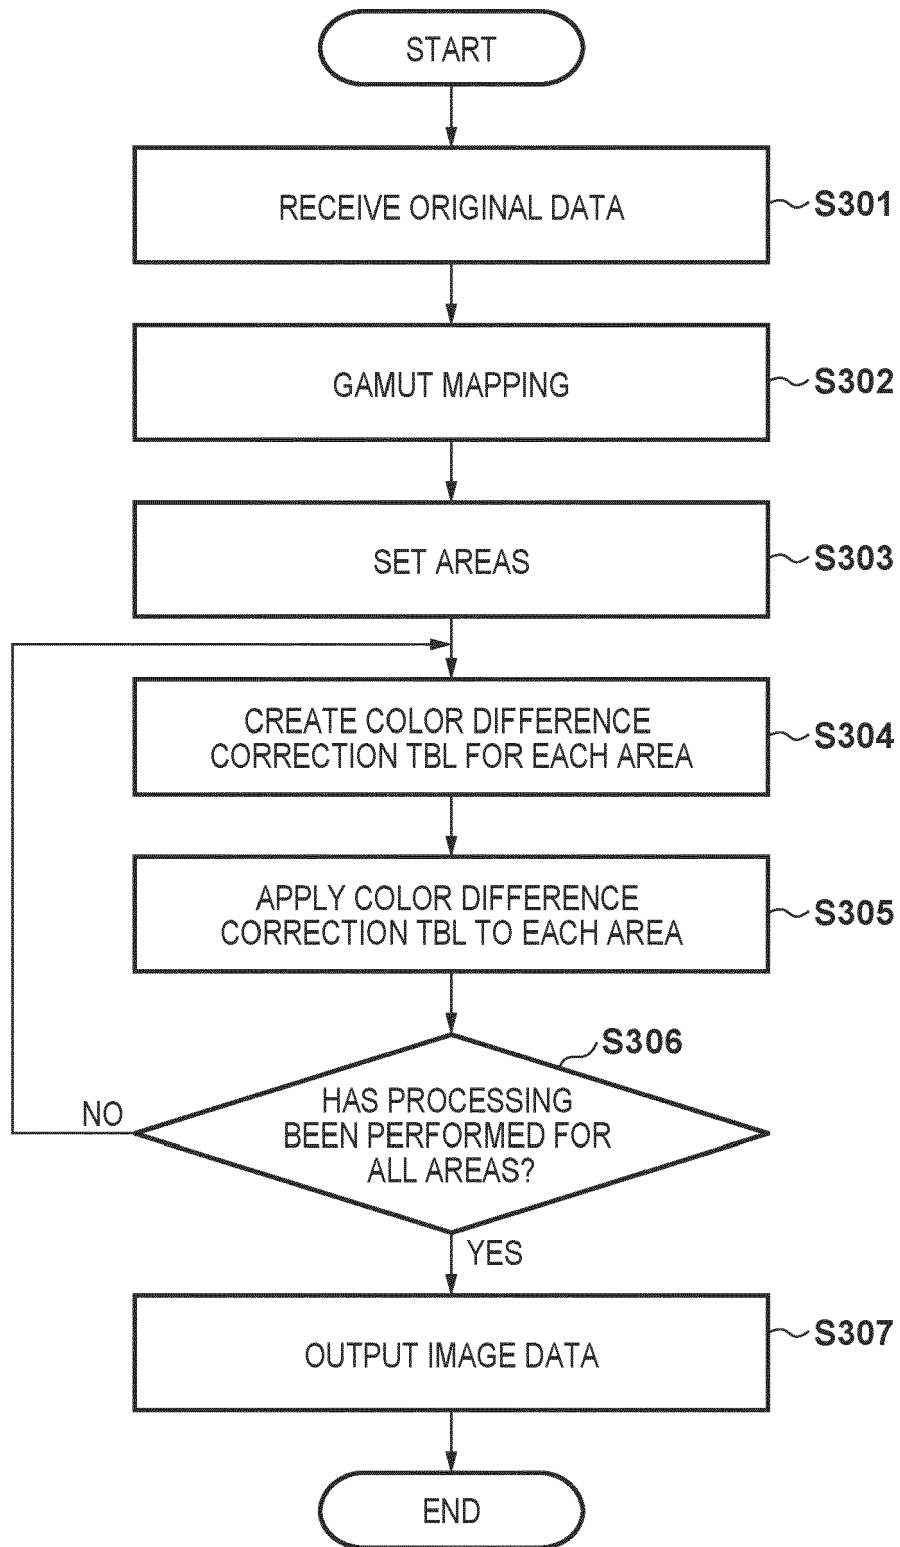 START
RECEIVE ORIGINAL DATA
S301
GAMUT MAPPING
S302
SET AREAS
S303
CREATE COLOR DIFFERENCE
CORRECTION TBL FOR EACH AREA
S304
APPLY COLOR DIFFERENCE
CORRECTION TBL TO EACH AREA
S305
S306
HAS PROCESSING
BEEN PERFORMED FOR
ALL AREAS?
NO
YES
OUTPUT IMAGE DATA
S307
END